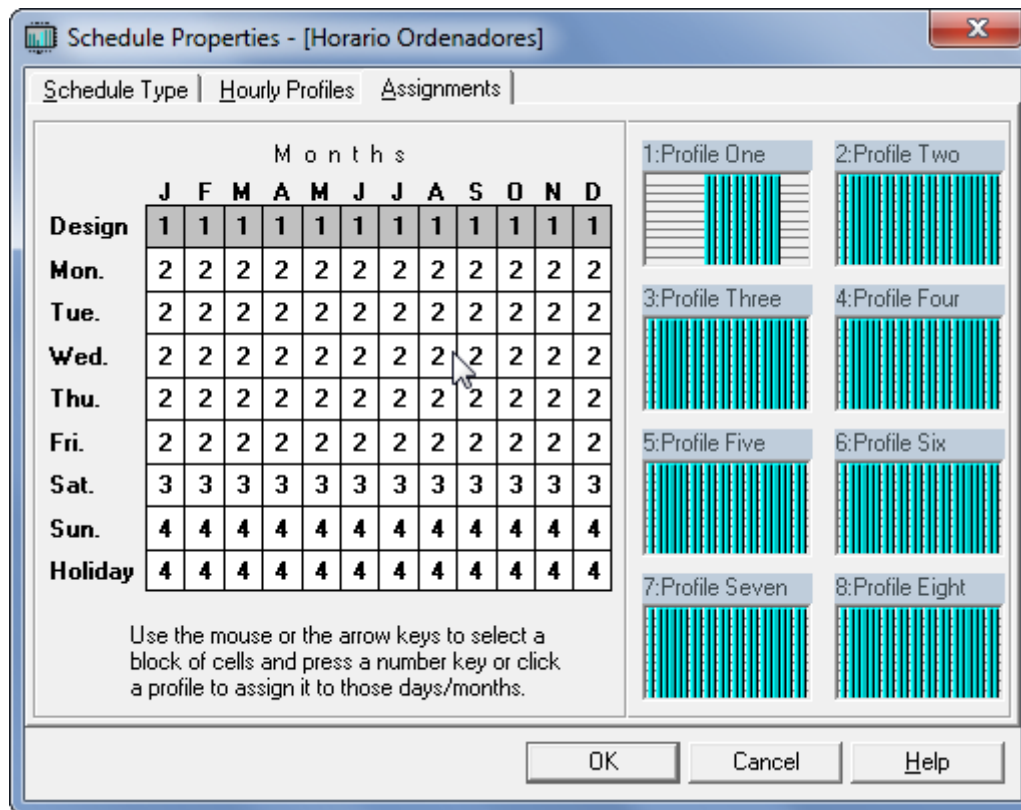 Schedule Properties - [Horario Ordenadores]
Schedule Type Hourly Profiles Assignments
Months
J F M A M J J A S O N D
Design 1 1 1 1 1 1 1 1 1 1 1 1
Mon. 2 2 2 2 2 2 2 2 2 2 2 2
Tue. 2 2 2 2 2 2 2 2 2 2 2 2
Wed. 2 2 2 2 2 2 2 2 2 2 2 2
Thu. 2 2 2 2 2 2 2 2 2 2 2 2
Fri. 2 2 2 2 2 2 2 2 2 2 2 2
Sat. 3 3 3 3 3 3 3 3 3 3 3 3
Sun. 4 4 4 4 4 4 4 4 4 4 4 4
Holiday 4 4 4 4 4 4 4 4 4 4 4 4
Use the mouse or the arrow keys to select a
block of cells and press a number key or click
a profile to assign it to those days/months.
1:Profile One 2:Profile Two
3:Profile Three 4:Profile Four
5:Profile Five 6:Profile Six
7:Profile Seven 8:Profile Eight
OK Cancel Help